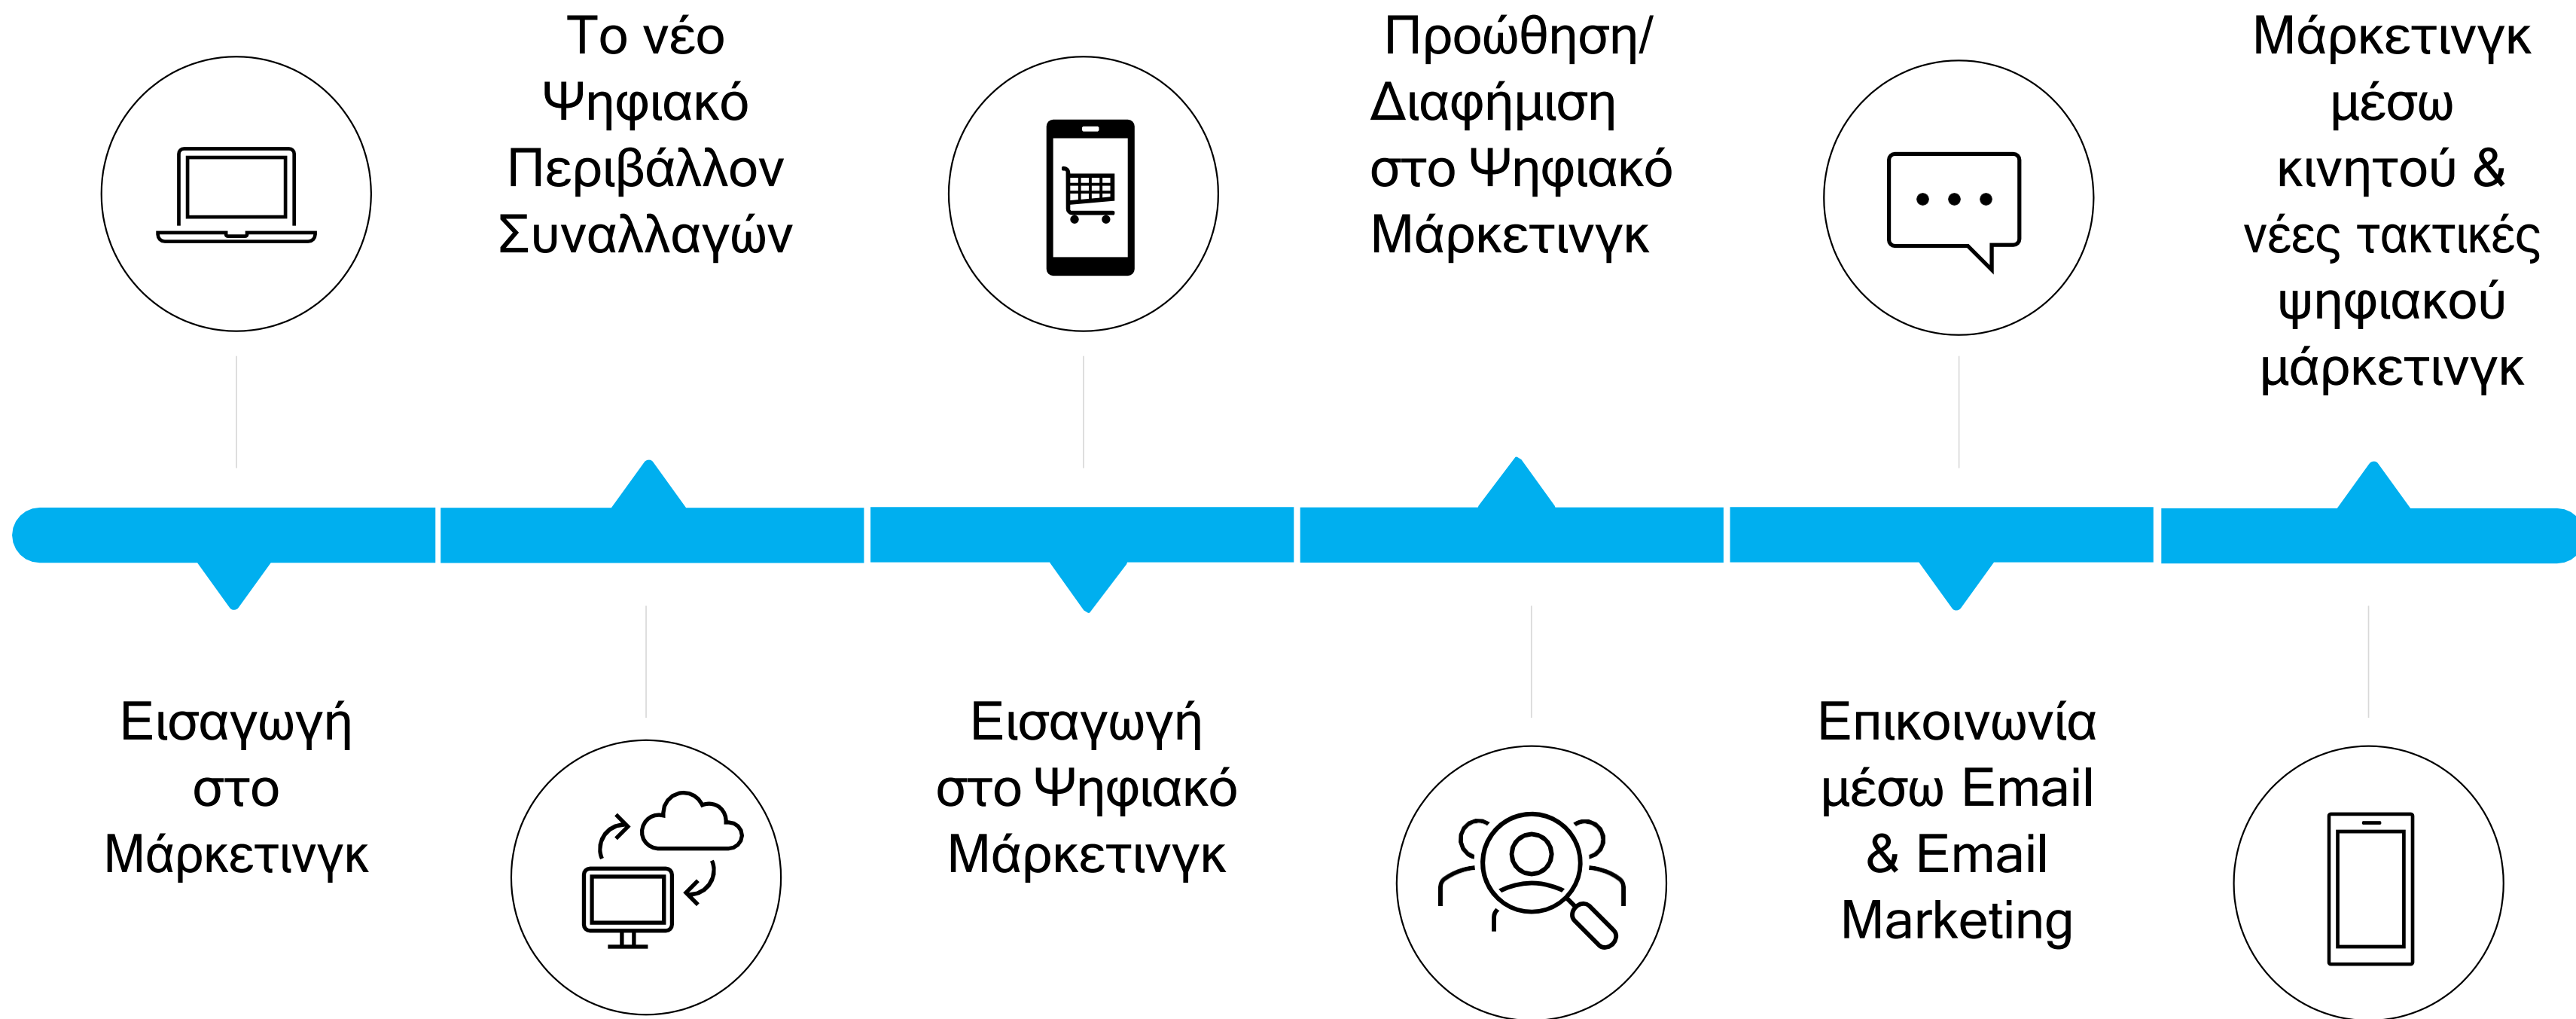 Εισαγωγή
στο
Μάρκετινγκ
Το νέο
Ψηφιακό
Περιβάλλον
Συναλλαγών
Εισαγωγή
στο Ψηφιακό
Μάρκετινγκ
Προώθηση/
Διαφήμιση
στο Ψηφιακό
Μάρκετινγκ
Επικοινωνία
μέσω Email
& Email
Marketing
Μάρκετινγκ
μέσω
κινητού &
νέες τακτικές
ψηφιακού
μάρκετινγκ